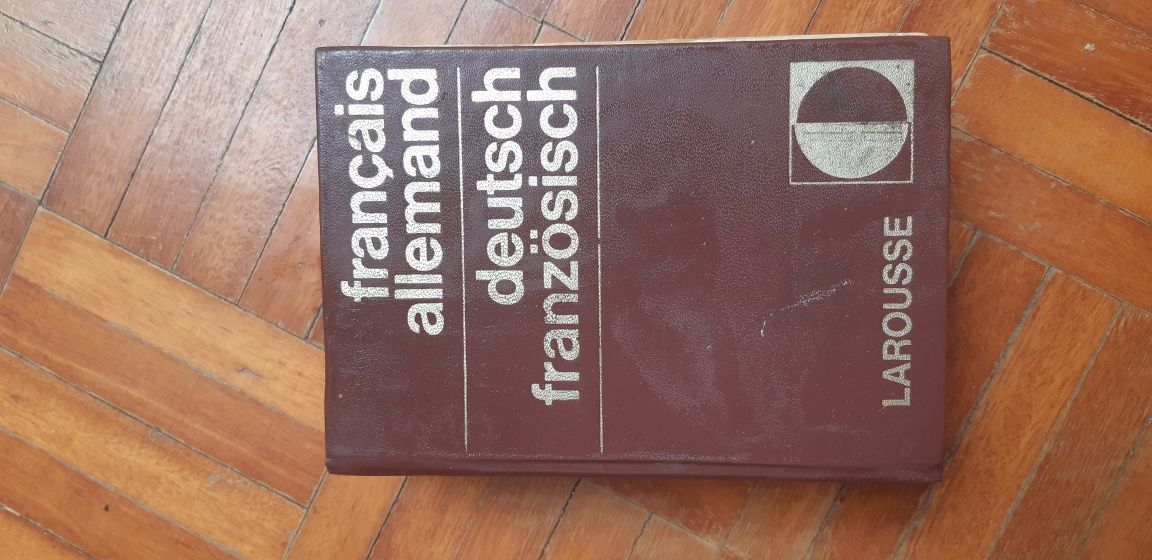 français
allemand
deutsch
französisch
LAROUSSE